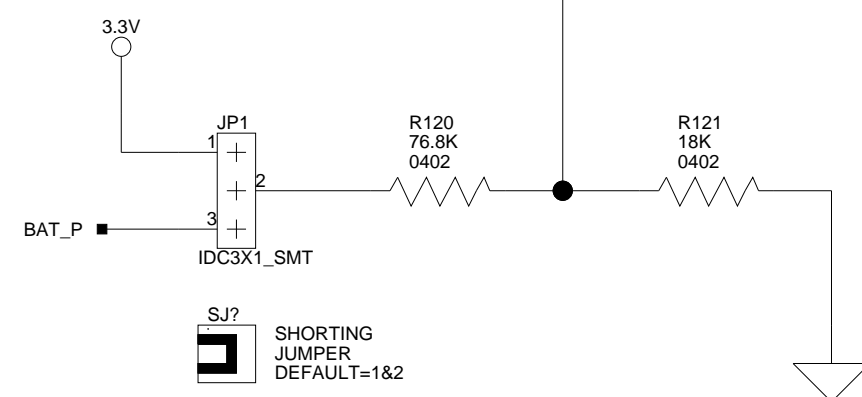 3.3V
JP1
1
2
3
BAT_P
IDC3X1_SMT
R120
76.8K
0402
R121
18K
0402
SJ?
SHORTING
JUMPER
DEFAULT=1&2